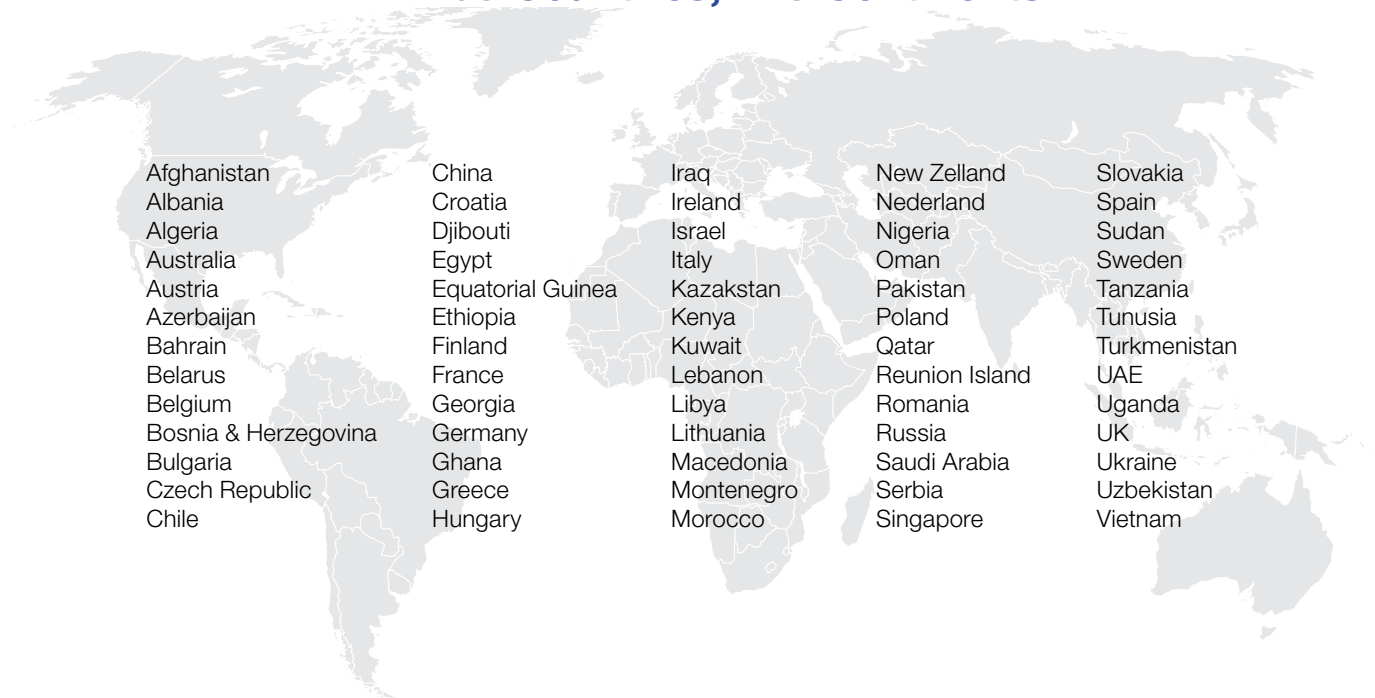 Afghanistan
Albania
Algeria
Australia
Austria
Azerbaijan
Bahrain
Belarus
Belgium
Bosnia & Herzegovina
Bulgaria
Czech Republic
Chile
China
Croatia
Djibouti
Egypt
Equatorial Guinea
Ethiopia
Finland
France
Georgia
Germany
Ghana
Greece
Hungary
Iraq
Ireland
Israel
Italy
Kazakstan
Kenya
Kuwait
Lebanon
Libya
Lithuania
Macedonia
Montenegro
Morocco
New Zelland
Nederland
Nigeria
Oman
Pakistan
Poland
Qatar
Reunion Island
Romania
Russia
Saudi Arabia
Serbia
Singapore
Slovakia
Spain
Sudan
Sweden
Tanzania
Tunusia
Turkmenistan
UAE
Uganda
UK
Ukraine
Uzbekistan
Vietnam